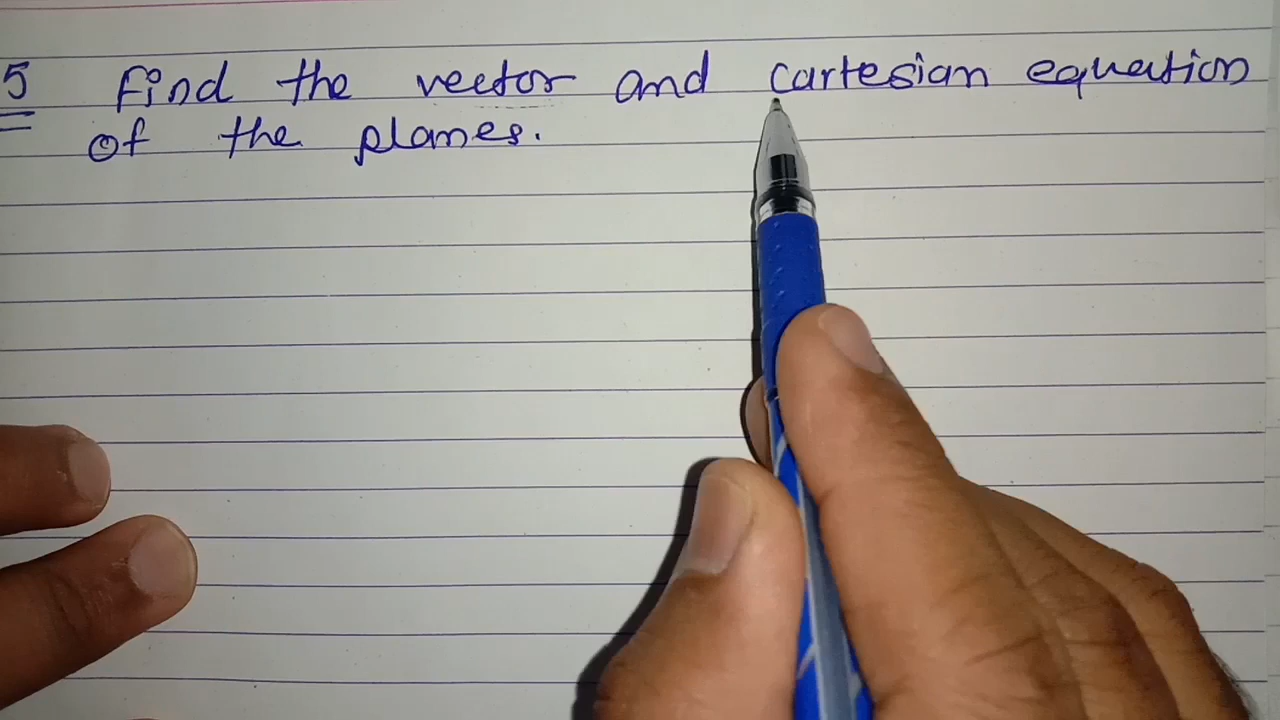 5 Find the vector and cartesian equation
of the planes.